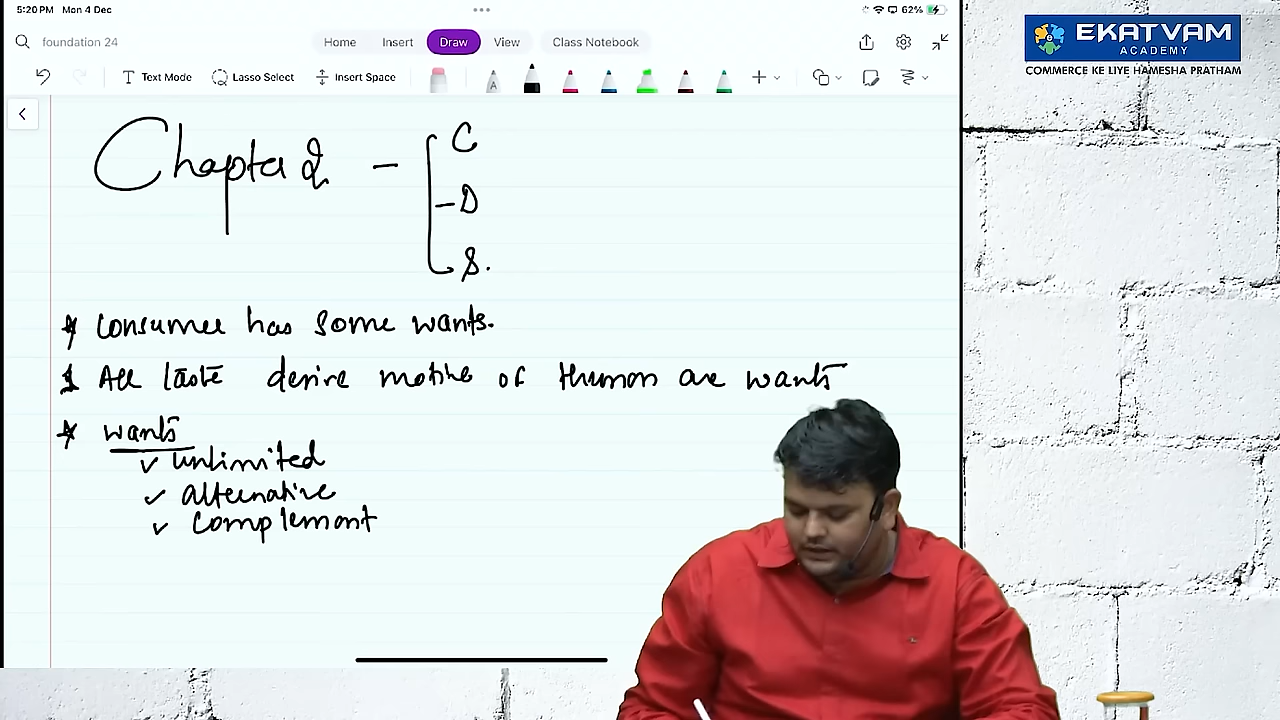 5:20 PM Mon 4 Dec
62%
foundation 24
Home Insert Draw View Class Notebook
Text Mode Lasso Select Insert Space
EKATVAM
ACADEMY
COMMERCE KE LIYE HAMESHA PRATHAM
Chapter 2 - C
-D
S.
* Consumer has some wants.
All taste desire motive of Human are wants
* wants
✓ unlimited
✓ alternative
✓ complement